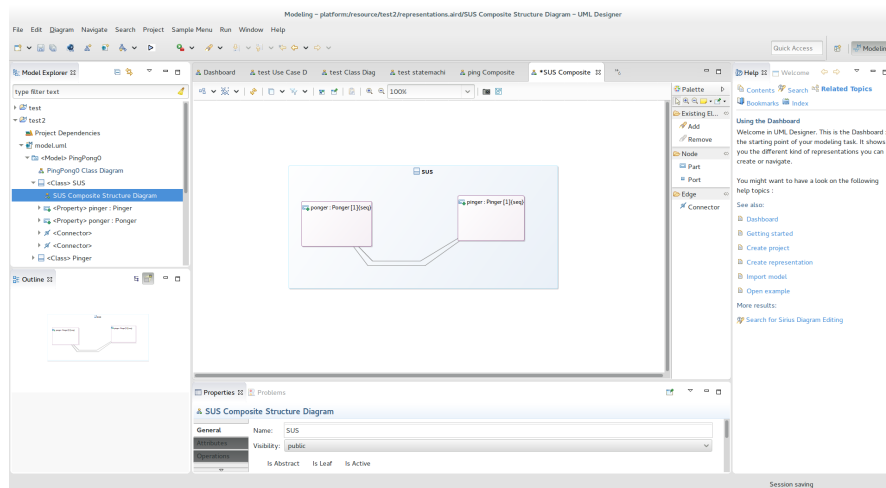 Modeling – platform:/resource/test2/representations.aird/SUS Composite Structure Diagram – UML Designer
File Edit Diagram Navigate Search Project Sample Menu Run Window Help
Quick Access
Modelin
Model Explorer
type filter text
test
test2
Project Dependencies
model.uml
<Model> PingPong0
PingPong0 Class Diagram
<Class> SUS
SUS Composite Structure Diagram
<Property> pinger : Pinger
<Property> ponger : Ponger
<Connector>
<Connector>
<Class> Pinger
Outline
Dashboard
test Use Case D
test Class Diag
test statemachi
ping Composite
*SUS Composite
100%
SUS
ponger : Ponger [1]{seq}
pinger : Pinger [1]{seq}
Palette
Existing El...
Add
Remove
Node
Part
Port
Edge
Connector
Properties
Problems
SUS Composite Structure Diagram
General
Attributes
Operations
Name: SUS
Visibility: public
Is Abstract Is Leaf Is Active
Help
Welcome
Contents Search Related Topics
Bookmarks Index
Using the Dashboard
Welcome in UML Designer. This is the Dashboard :
the starting point of your modeling task. It shows
you the different kind of representations you can
create or navigate.
You might want to have a look on the following
help topics :
See also:
Dashboard
Getting started
Create project
Create representation
Import model
Open example
More results:
Search for Sirius Diagram Editing
Session saving